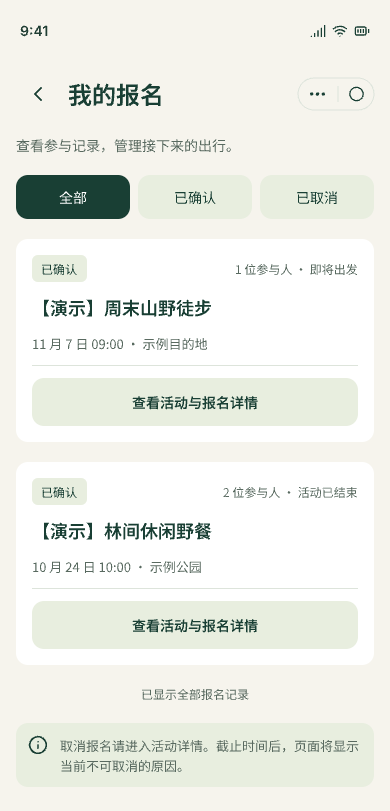 9:41
我的报名
查看参与记录，管理接下来的出行。
全部
已确认
已取消
已确认
1 位参与人 · 即将出发
【演示】周末山野徒步
11 月 7 日 09:00 · 示例目的地
查看活动与报名详情
已确认
2 位参与人 · 活动已结束
【演示】林间休闲野餐
10 月 24 日 10:00 · 示例公园
查看活动与报名详情
已显示全部报名记录
取消报名请进入活动详情。截止时间后，页面将显示
当前不可取消的原因。